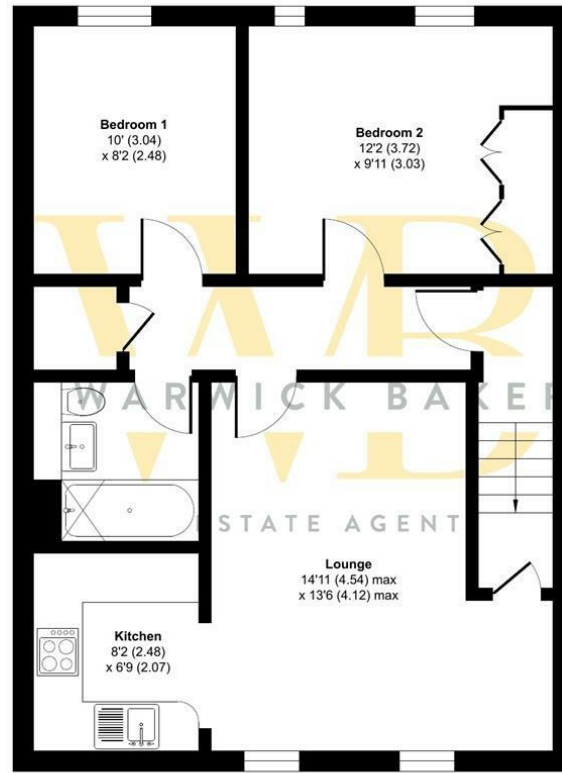 Bedroom 1
10' (3.04)
x 8'2 (2.48)
Bedroom 2
12'2 (3.72)
x 9'11 (3.03)
WB
WARWICK BAKER
ESTATE AGENT
Lounge
14'11 (4.54) max
x 13'6 (4.12) max
Kitchen
8'2 (2.48)
x 6'9 (2.07)